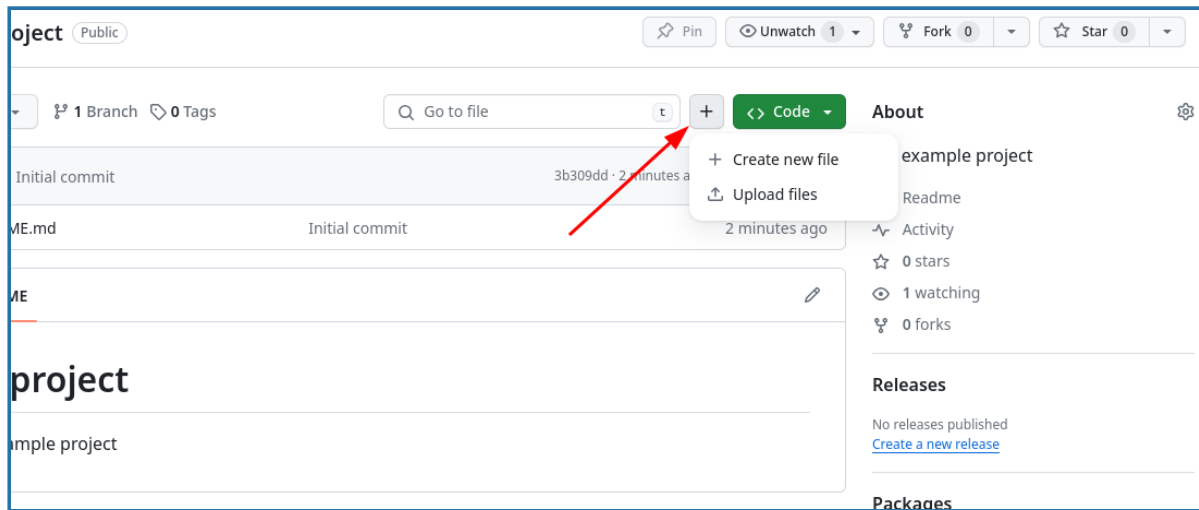 oject Public Pin Unwatch 1 Fork 0 Star 0
1 Branch 0 Tags Go to file t + Code About
Create new file example project
Initial commit 3b309dd · 2 minutes a
Upload files Readme
ME.md Initial commit 2 minutes ago Activity
0 stars
ME 1 watching
0 forks
project Releases
No releases published
ample project Create a new release
Packages